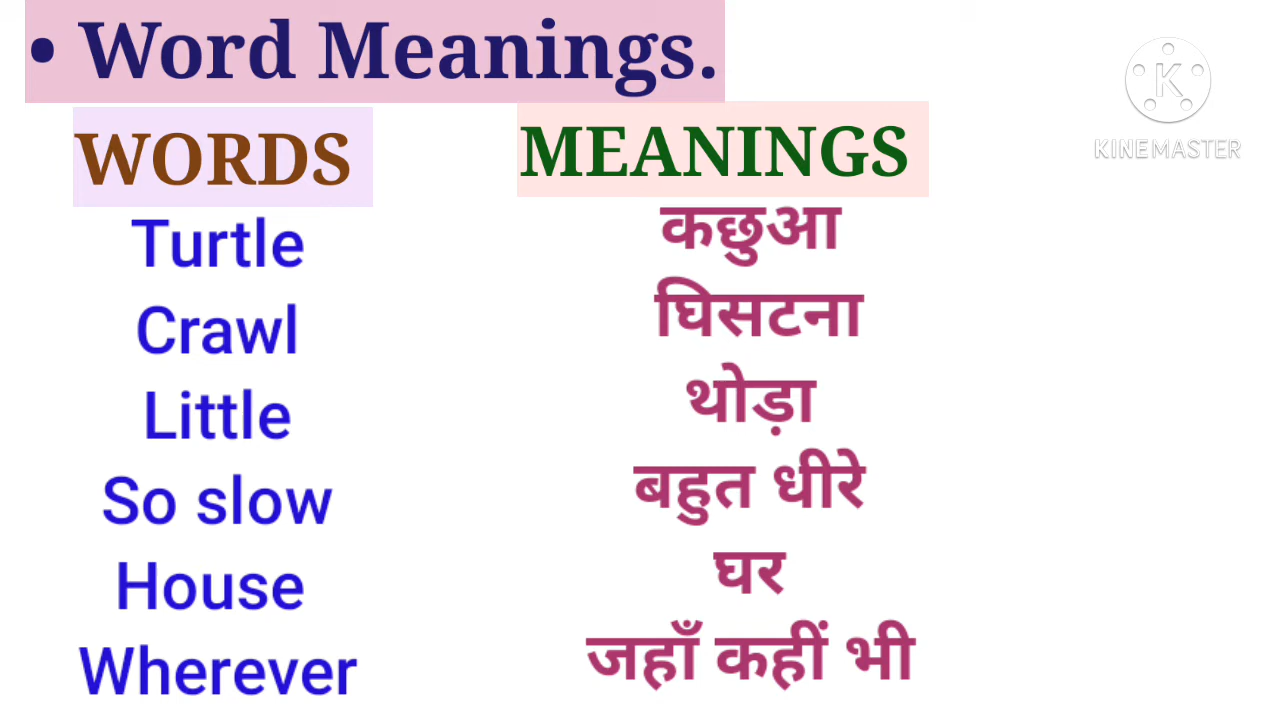 • Word Meanings.
WORDS MEANINGS
Turtle कछुआ
Crawl घिसटना
Little थोड़ा
So slow बहुत धीरे
House घर
Wherever जहाँ कहीं भी
K
KINEMASTER